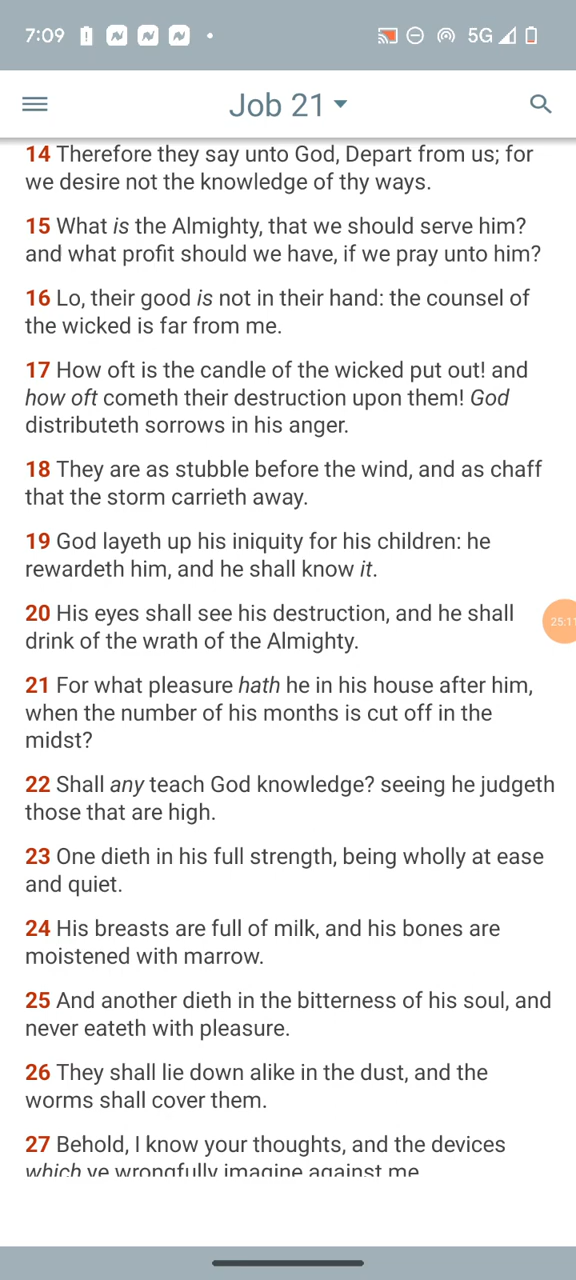 7:09
5G
Job 21
14 Therefore they say unto God, Depart from us; for
we desire not the knowledge of thy ways.
15 What is the Almighty, that we should serve him?
and what profit should we have, if we pray unto him?
16 Lo, their good is not in their hand: the counsel of
the wicked is far from me.
17 How oft is the candle of the wicked put out! and
how oft cometh their destruction upon them! God
distributeth sorrows in his anger.
18 They are as stubble before the wind, and as chaff
that the storm carrieth away.
19 God layeth up his iniquity for his children: he
rewardeth him, and he shall know it.
20 His eyes shall see his destruction, and he shall
drink of the wrath of the Almighty.
25:11
21 For what pleasure hath he in his house after him,
when the number of his months is cut off in the
midst?
22 Shall any teach God knowledge? seeing he judgeth
those that are high.
23 One dieth in his full strength, being wholly at ease
and quiet.
24 His breasts are full of milk, and his bones are
moistened with marrow.
25 And another dieth in the bitterness of his soul, and
never eateth with pleasure.
26 They shall lie down alike in the dust, and the
worms shall cover them.
27 Behold, I know your thoughts, and the devices
which ye wrongfully imagine against me